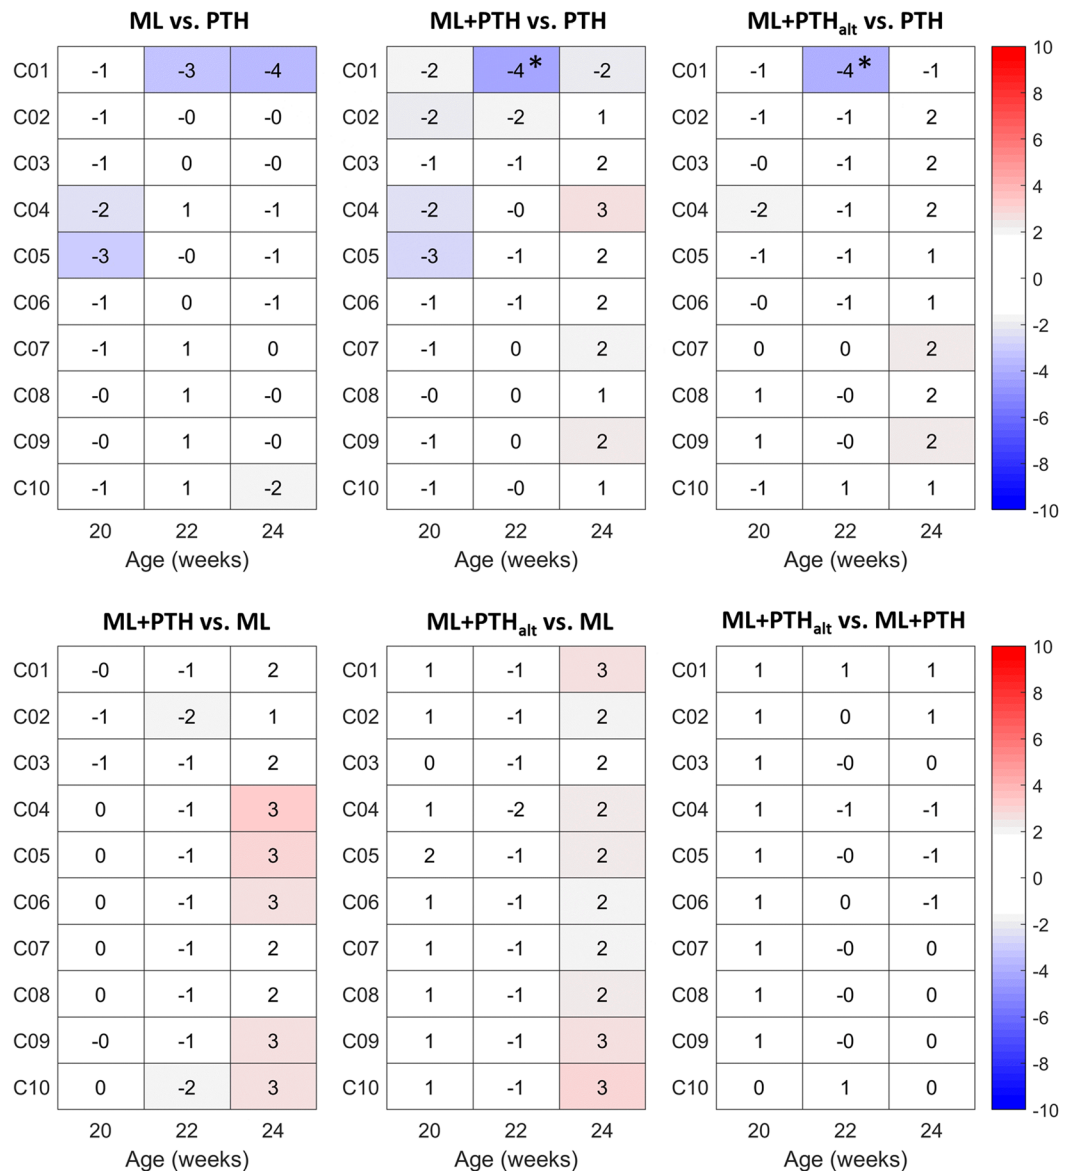 ML vs. PTH ML+PTH vs. PTH ML+PTHalt vs. PTH
C01 -1 -3 -4 -2 -4* -2 -1 -4* -1 10
C02 -1 -0 -0 C02 -2 -2 1 C02 -1 -1 2 8
C03 -1 0 -0 C03 -1 -1 2 C03 -0 -1 2 6
C04 -2 1 -1 C04 -2 -0 3 C04 -2 -1 2 4
C05 -3 -0 -1 C05 -3 -1 2 C05 -1 -1 1 2
C06 -1 0 -1 C06 -1 -1 2 C06 -0 -1 1 0
C07 -1 1 0 C07 -1 0 2 C07 0 0 2 -2
C08 -0 1 -0 C08 -0 0 1 C08 1 -0 2 -4
C09 -0 1 -0 C09 -1 0 2 C09 1 -0 2 -6
C10 -1 1 -2 C10 -1 -0 1 C10 -1 1 1 -8
-10
20 22 24 20 22 24 20 22 24
Age (weeks) Age (weeks) Age (weeks)
ML+PTH vs. ML ML+PTHalt vs. ML ML+PTHalt vs. ML+PTH
C01 -0 -1 2 C01 1 -1 3 C01 1 1 1 10
C02 -1 -2 1 C02 1 -1 2 C02 1 0 1 8
C03 -1 -1 2 C03 0 -1 2 C03 1 -0 0 6
C04 0 -1 3 C04 1 -2 2 C04 1 -1 -1 4
C05 0 -1 3 C05 2 -1 2 C05 1 -0 -1 2
C06 0 -1 3 C06 1 -1 2 C06 1 0 -1 0
C07 0 -1 2 C07 1 -1 2 C07 1 -0 0 -2
C08 0 -1 2 C08 1 -1 2 C08 1 -0 0 -4
C09 -0 -1 3 C09 1 -1 3 C09 1 -0 0 -6
C10 0 -2 3 C10 1 -1 3 C10 0 1 0 -8
-10
20 22 24 20 22 24 20 22 24
Age (weeks) Age (weeks) Age (weeks)